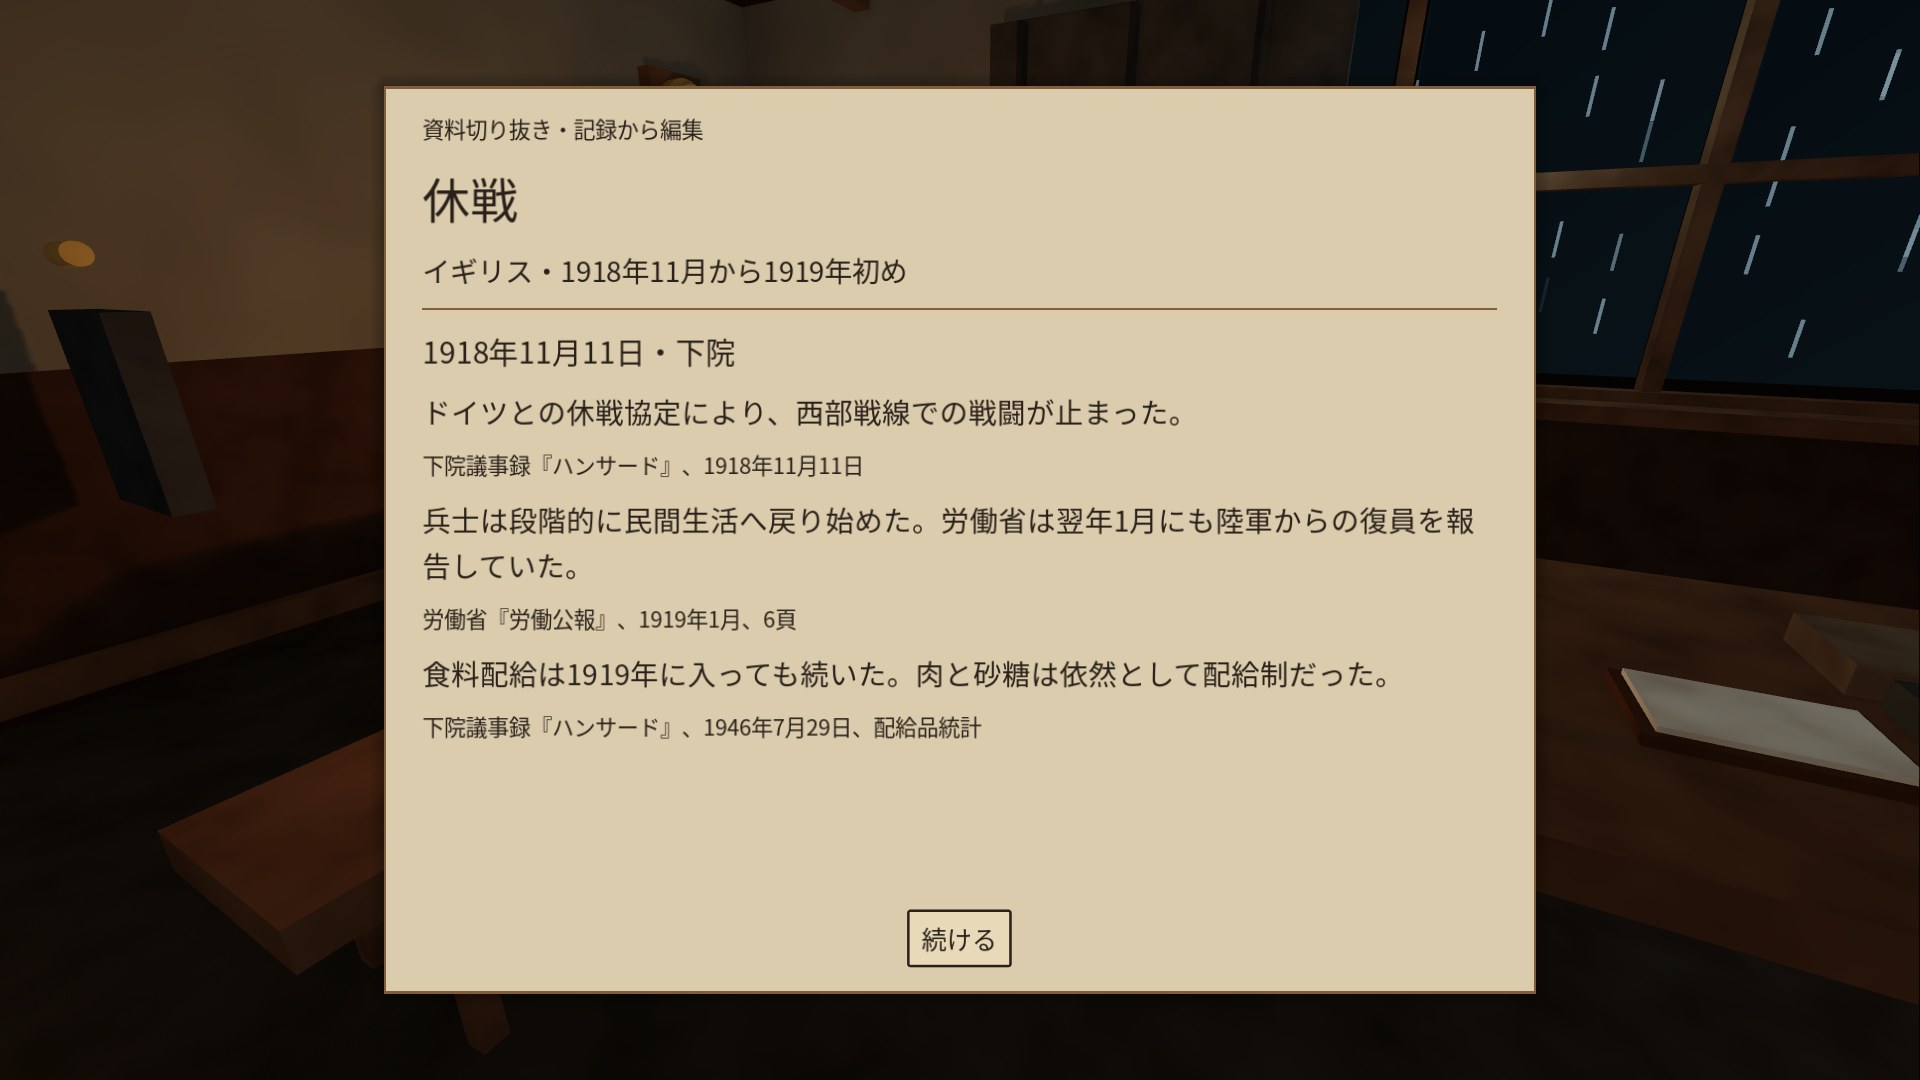 資料切り抜き・記録から編集
休戦
イギリス・1918年11月から1919年初め
1918年11月11日・下院
ドイツとの休戦協定により、西部戦線での戦闘が止まった。
下院議事録『ハンサード』、1918年11月11日
兵士は段階的に民間生活へ戻り始めた。労働省は翌年1月にも陸軍からの復員を報
告していた。
労働省『労働公報』、1919年1月、6頁
食料配給は1919年に入っても続いた。肉と砂糖は依然として配給制だった。
下院議事録『ハンサード』、1946年7月29日、配給品統計
続ける